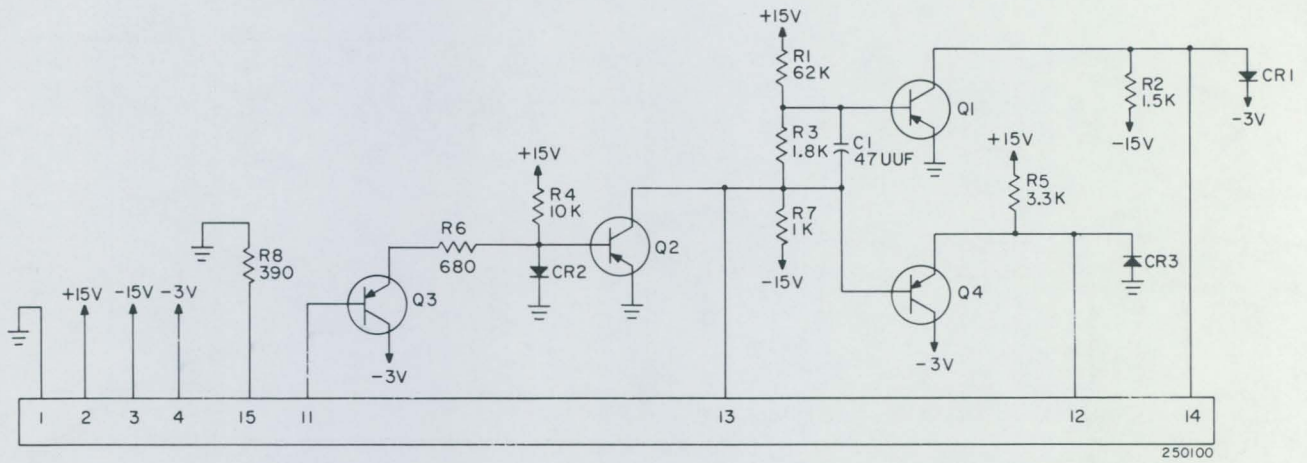 +15V
R1
62K
Q1
R2
1.5K
-15V
CR1
-3V
R3
1.8K
C1
47UUF
+15V
R4
10K
+15V
R5
3.3K
R7
1K
-15V
R6
680
Q2
CR2
Q3
-3V
Q4
-3V
CR3
R8
390
+15V
-15V
-3V
1 2 3 4 15 11 13 12 14
250100